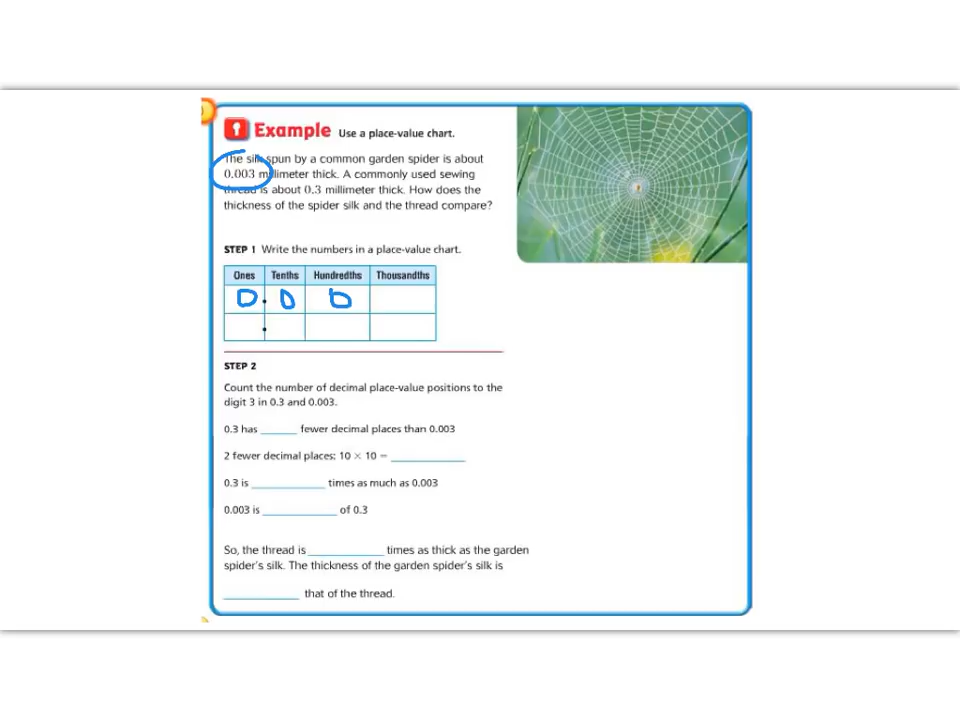 Example Use a place-value chart.
The silk spun by a common garden spider is about
0.003 millimeter thick. A commonly used sewing
thread is about 0.3 millimeter thick. How does the
thickness of the spider silk and the thread compare?
STEP 1 Write the numbers in a place-value chart.
Ones Tenths Hundredths Thousandths
0 . 0 0
.
STEP 2
Count the number of decimal place-value positions to the
digit 3 in 0.3 and 0.003.
0.3 has ______ fewer decimal places than 0.003
2 fewer decimal places: 10 × 10 = ______
0.3 is ______ times as much as 0.003
0.003 is ______ of 0.3
So, the thread is ______ times as thick as the garden
spider's silk. The thickness of the garden spider's silk is
______ that of the thread.